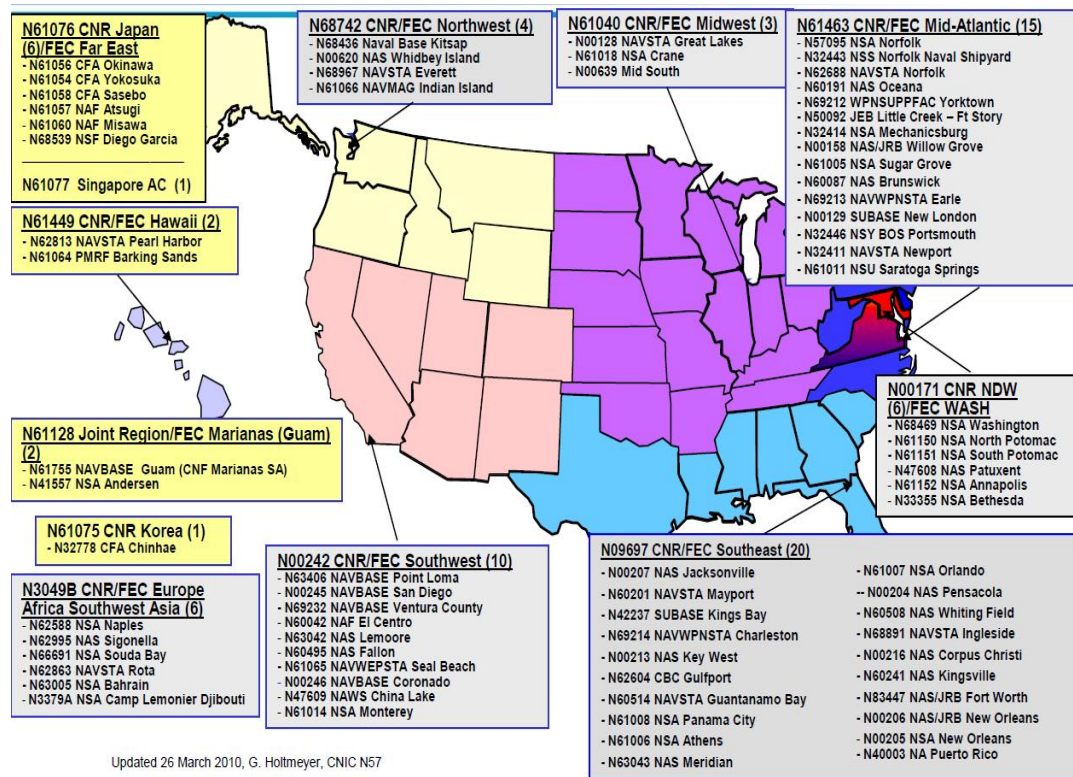 N61076 CNR Japan
(6)/FEC Far East
- N61056 CFA Okinawa
- N61054 CFA Yokosuka
- N61058 CFA Sasebo
- N61057 NAF Atsugi
- N61060 NAF Misawa
- N68539 NSF Diego Garcia
N61077 Singapore AC (1)
N68742 CNR/FEC Northwest (4)
- N68436 Naval Base Kitsap
- N00620 NAS Whidbey Island
- N68967 NAVSTA Everett
- N61066 NAVMAG Indian Island
N61040 CNR/FEC Midwest (3)
- N00128 NAVSTA Great Lakes
- N61018 NSA Crane
- N00639 Mid South
N61463 CNR/FEC Mid-Atlantic (15)
- N57095 NSA Norfolk
- N32443 NSS Norfolk Naval Shipyard
- N62688 NAVSTA Norfolk
- N60191 NAS Oceana
- N69212 WPNSUPPFAC Yorktown
- N50092 JEB Little Creek – Ft Story
- N32414 NSA Mechanicsburg
- N00158 NAS/JRB Willow Grove
- N61005 NSA Sugar Grove
- N60087 NAS Brunswick
- N69213 NAVWPNSTA Earle
- N00129 SUBASE New London
- N32446 NSY BOS Portsmouth
- N32411 NAVSTA Newport
- N61011 NSU Saratoga Springs
N61449 CNR/FEC Hawaii (2)
- N62813 NAVSTA Pearl Harbor
- N61064 PMRF Barking Sands
N00171 CNR NDW
(6)/FEC WASH
- N68469 NSA Washington
- N61150 NSA North Potomac
- N61151 NSA South Potomac
- N47608 NAS Patuxent
- N61152 NSA Annapolis
- N33355 NSA Bethesda
N61128 Joint Region/FEC Marianas (Guam)
(2)
- N61755 NAVBASE Guam (CNF Marianas SA)
- N41557 NSA Andersen
N61075 CNR Korea (1)
- N32778 CFA Chinhae
N3049B CNR/FEC Europe
Africa Southwest Asia (6)
- N62588 NSA Naples
- N62995 NAS Sigonella
- N66691 NSA Souda Bay
- N62863 NAVSTA Rota
- N63005 NSA Bahrain
- N3379A NSA Camp Lemonier Djibouti
N00242 CNR/FEC Southwest (10)
- N63406 NAVBASE Point Loma
- N00245 NAVBASE San Diego
- N69232 NAVBASE Ventura County
- N60042 NAF El Centro
- N63042 NAS Lemoore
- N60495 NAS Fallon
- N61065 NAVWEPSTA Seal Beach
- N00246 NAVBASE Coronado
- N47609 NAWS China Lake
- N61014 NSA Monterey
N09697 CNR/FEC Southeast (20)
- N00207 NAS Jacksonville
- N60201 NAVSTA Mayport
- N42237 SUBASE Kings Bay
- N69214 NAVWPNSTA Charleston
- N00213 NAS Key West
- N62604 CBC Gulfport
- N60514 NAVSTA Guantanamo Bay
- N61008 NSA Panama City
- N61006 NSA Athens
- N63043 NAS Meridian
- N61007 NSA Orlando
-- N00204 NAS Pensacola
- N60508 NAS Whiting Field
- N68891 NAVSTA Ingleside
- N00216 NAS Corpus Christi
- N60241 NAS Kingsville
- N83447 NAS/JRB Fort Worth
- N00206 NAS/JRB New Orleans
- N00205 NSA New Orleans
- N40003 NA Puerto Rico
Updated 26 March 2010, G. Holtmeyer, CNIC N57